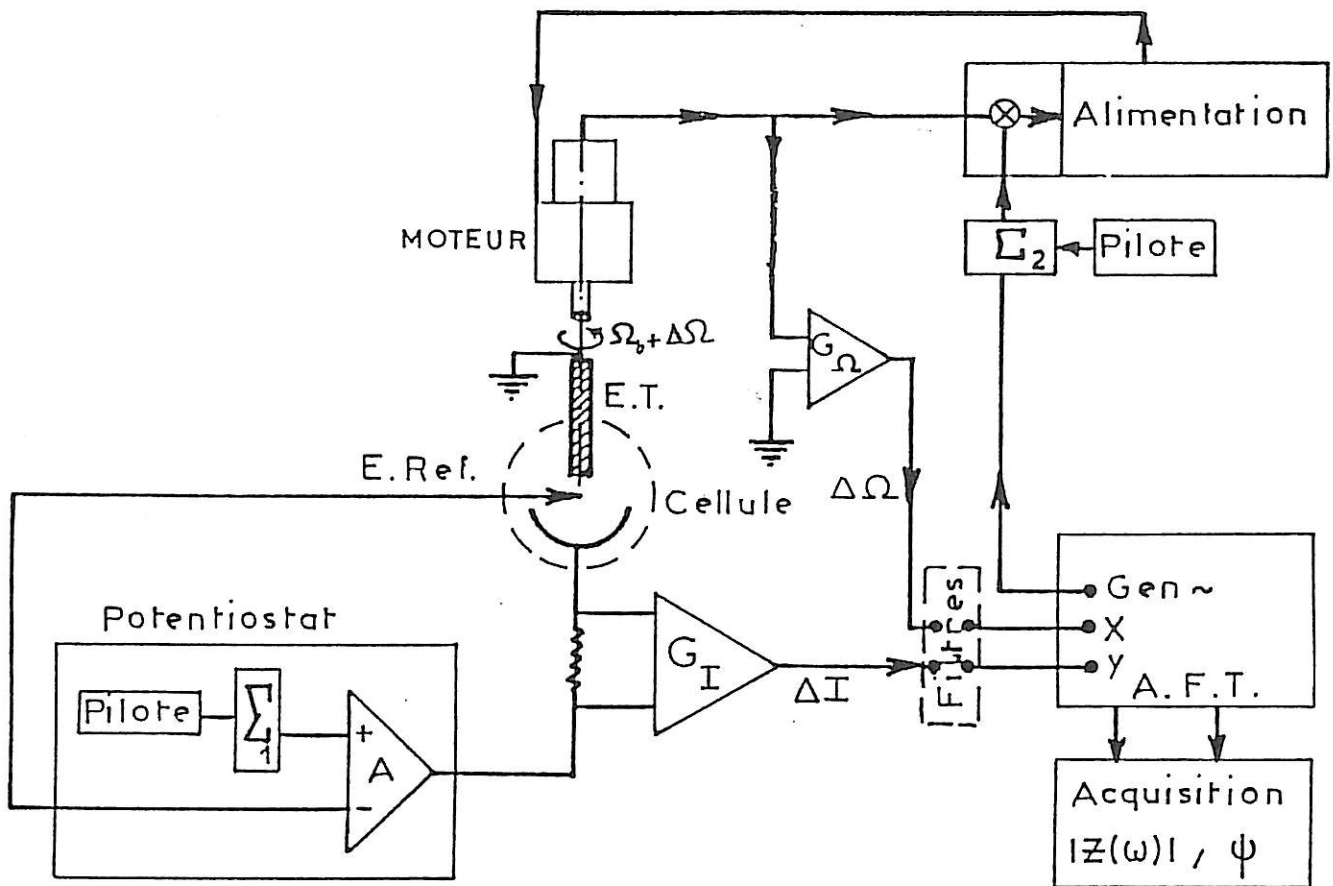 Alimentation
MOTEUR
Σ2
Pilote
Ω₀+ΔΩ
GΩ
E.T.
E.Ref.
Cellule
ΔΩ
Filtres
Gen ~
X
Y
A.F.T.
Potentiostat
Pilote
Σ1
+
A
-
GI
ΔI
Acquisition
|Z(ω)| , ψ